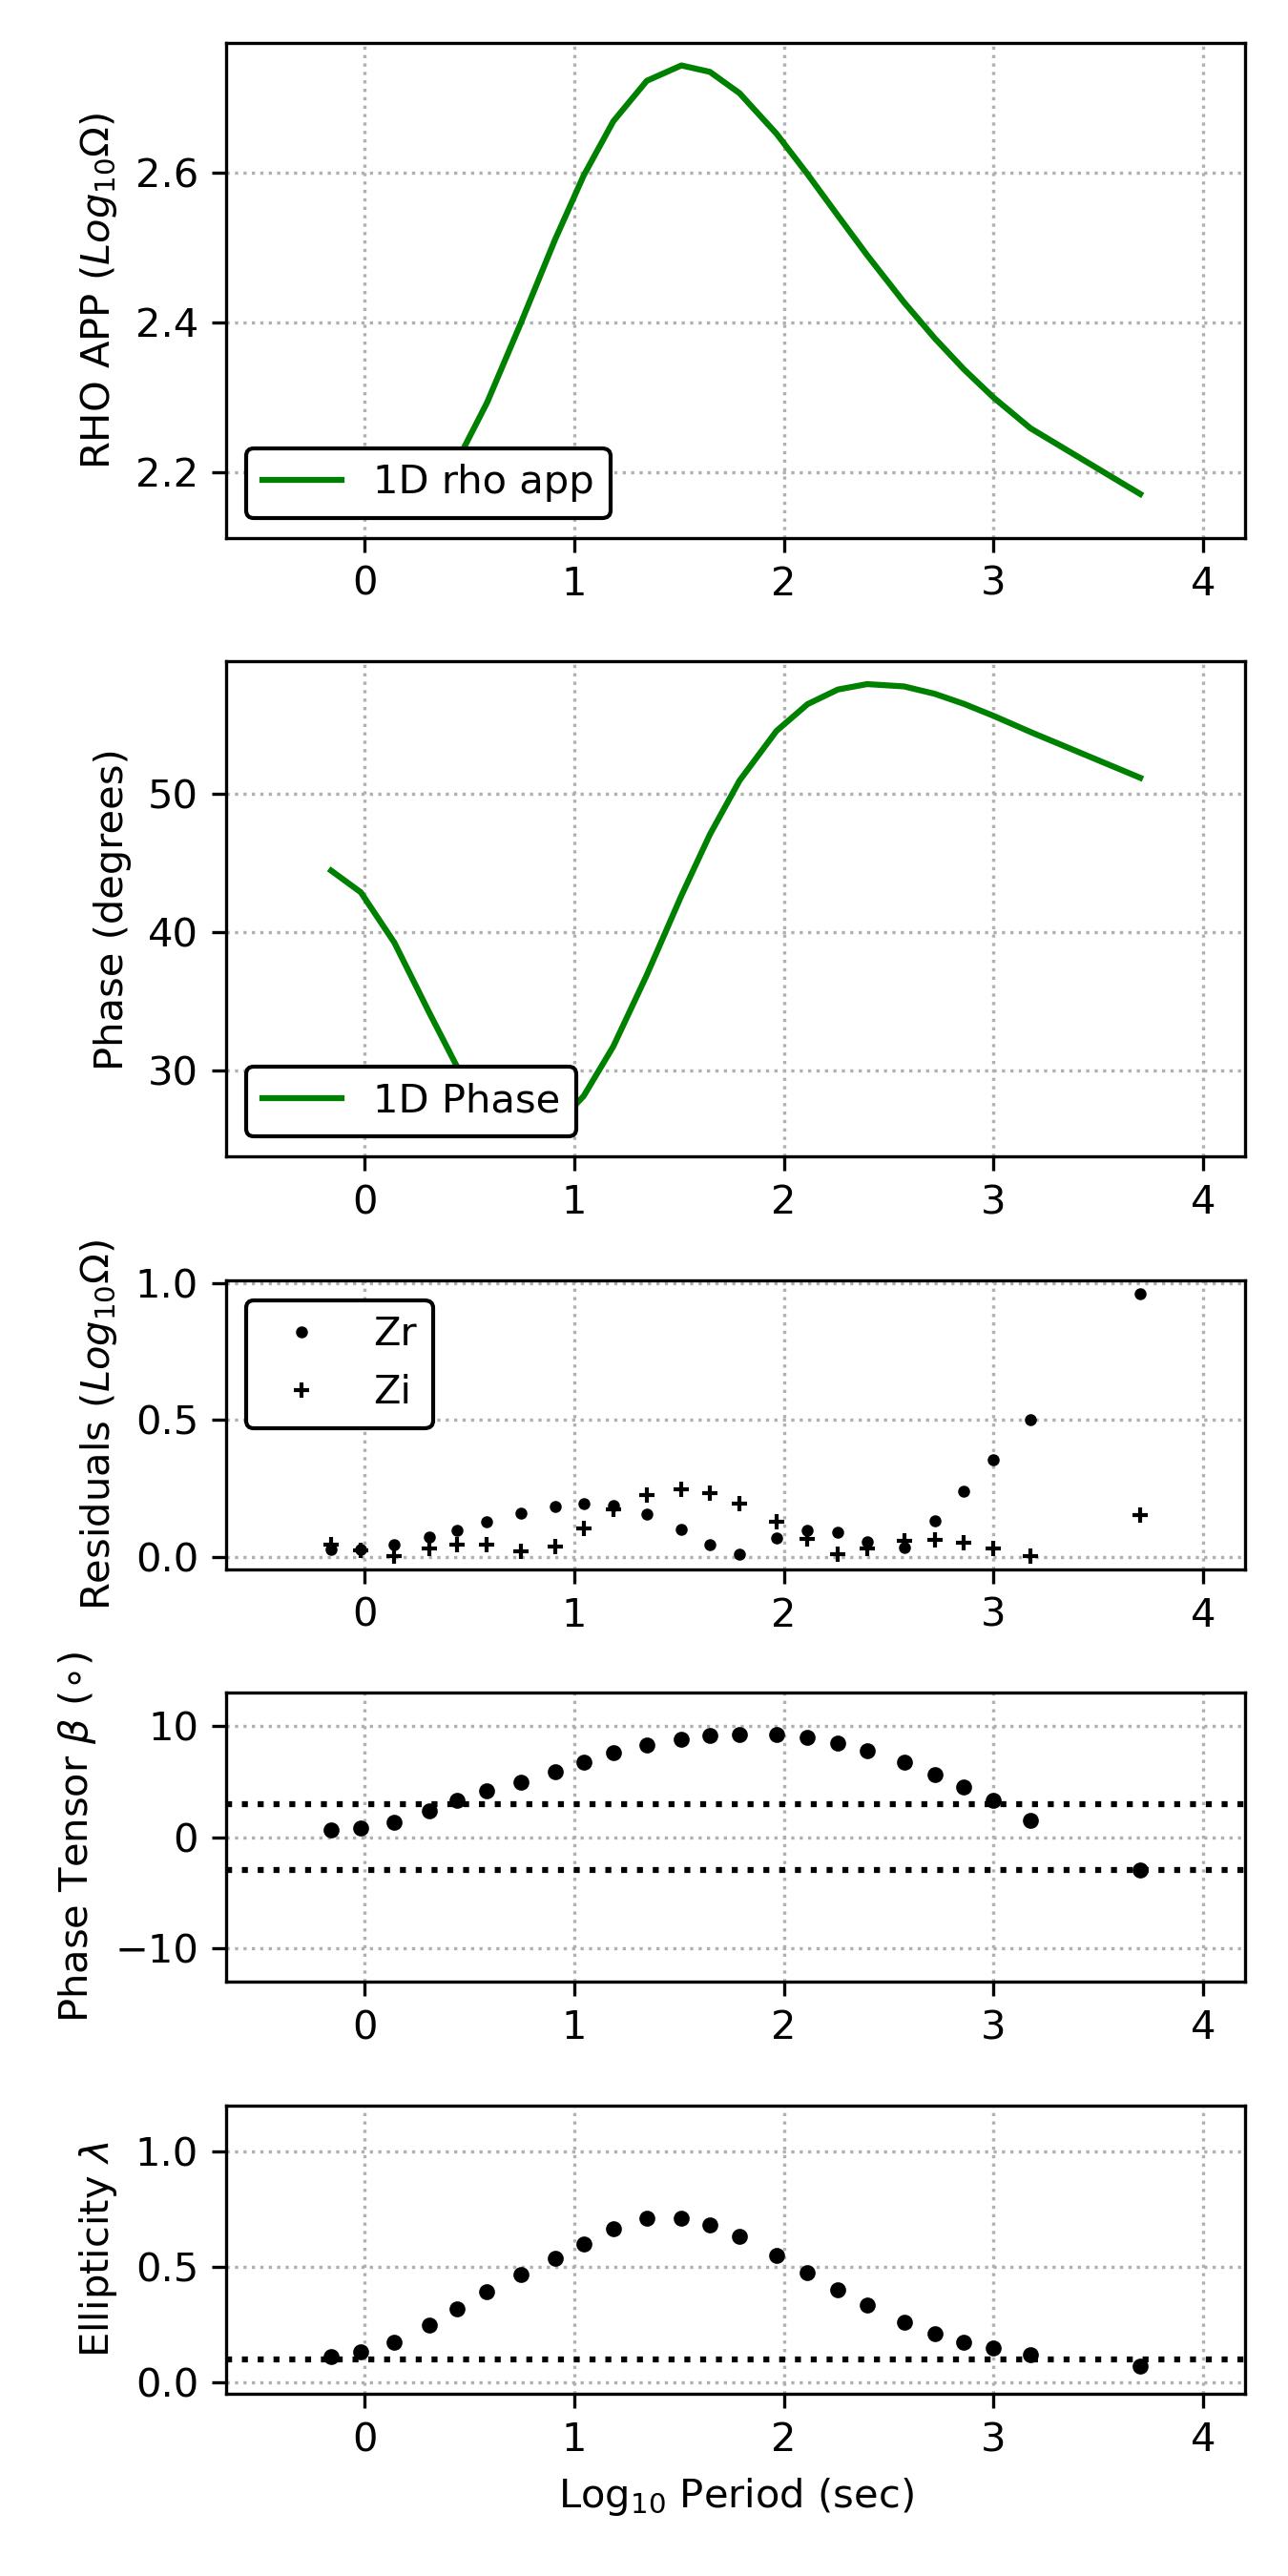 RHO APP (Log₁₀Ω)
2.6
2.4
2.2
1D rho app
0 1 2 3 4
Phase (degrees)
50
40
30
1D Phase
0 1 2 3 4
Residuals (Log₁₀Ω)
1.0
0.5
0.0
Zr
Zi
0 1 2 3 4
Phase Tensor β (∘)
10
0
−10
0 1 2 3 4
Ellipticity λ
1.0
0.5
0.0
0 1 2 3 4
Log₁₀ Period (sec)